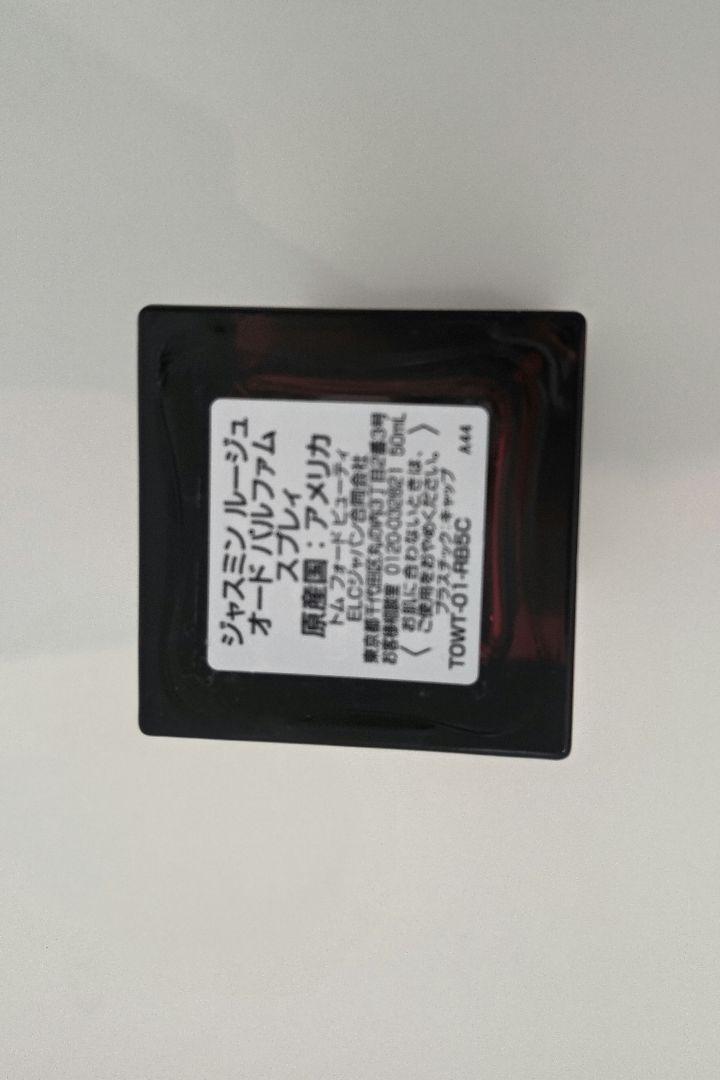 ジャスミン ルージュ
オード パルファム
スプレィ
原産国：アメリカ
トム フォード ビューティ
ELCジャパン合同会社
東京都千代田区丸の内3丁目2番3号
お客様相談室 0120-003-2821 50mL
お肌に合わないときは、
ご使用をおやめください。
プラスチック:キャップ
TOWT-01-RB5C A44